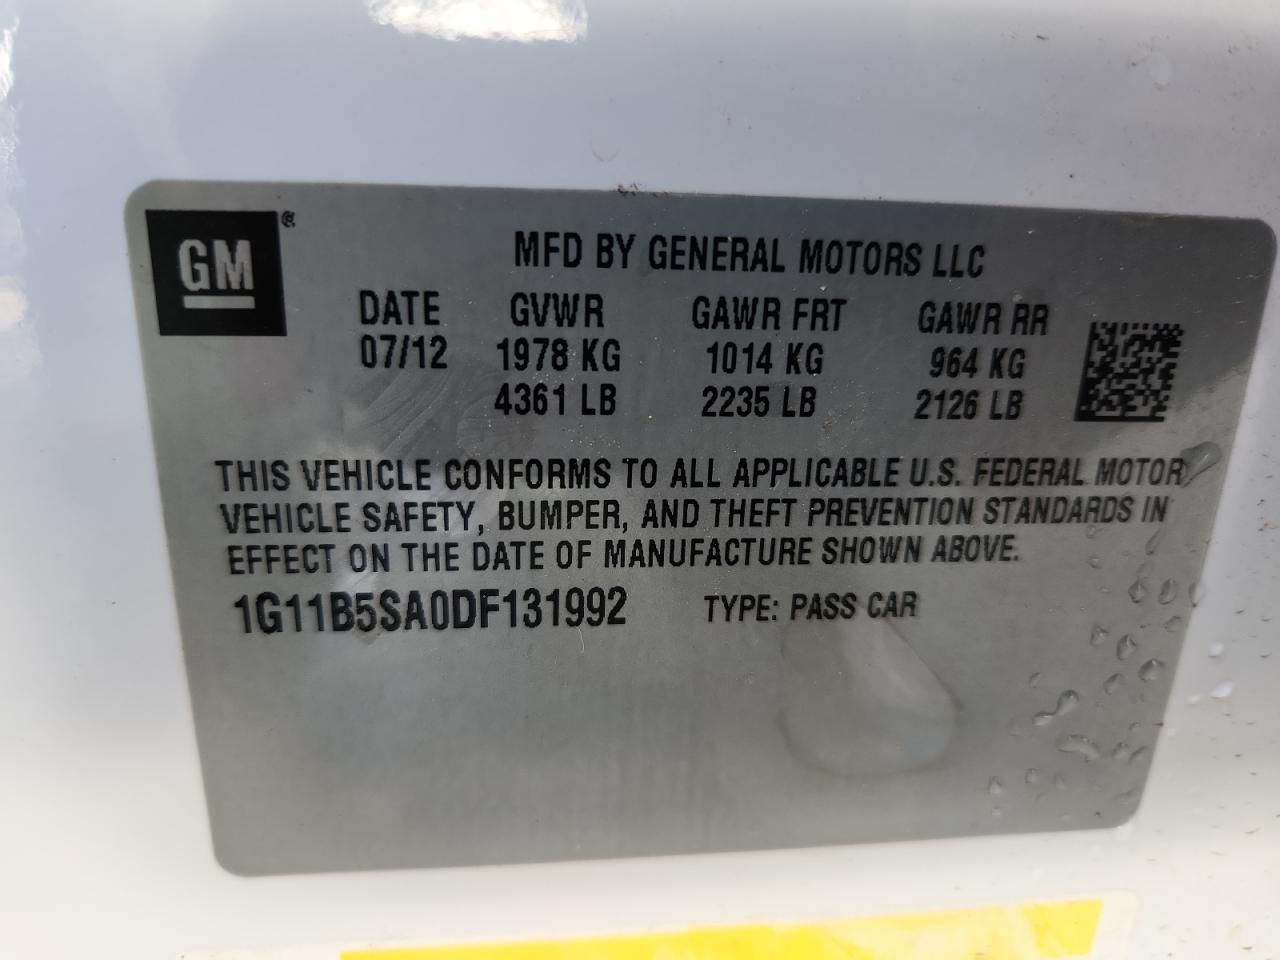 GM®
MFD BY GENERAL MOTORS LLC
DATE GVWR GAWR FRT GAWR RR
07/12 1978 KG 1014 KG 964 KG
4361 LB 2235 LB 2126 LB
THIS VEHICLE CONFORMS TO ALL APPLICABLE U.S. FEDERAL MOTOR
VEHICLE SAFETY, BUMPER, AND THEFT PREVENTION STANDARDS IN
EFFECT ON THE DATE OF MANUFACTURE SHOWN ABOVE.
1G11B5SA0DF131992 TYPE: PASS CAR